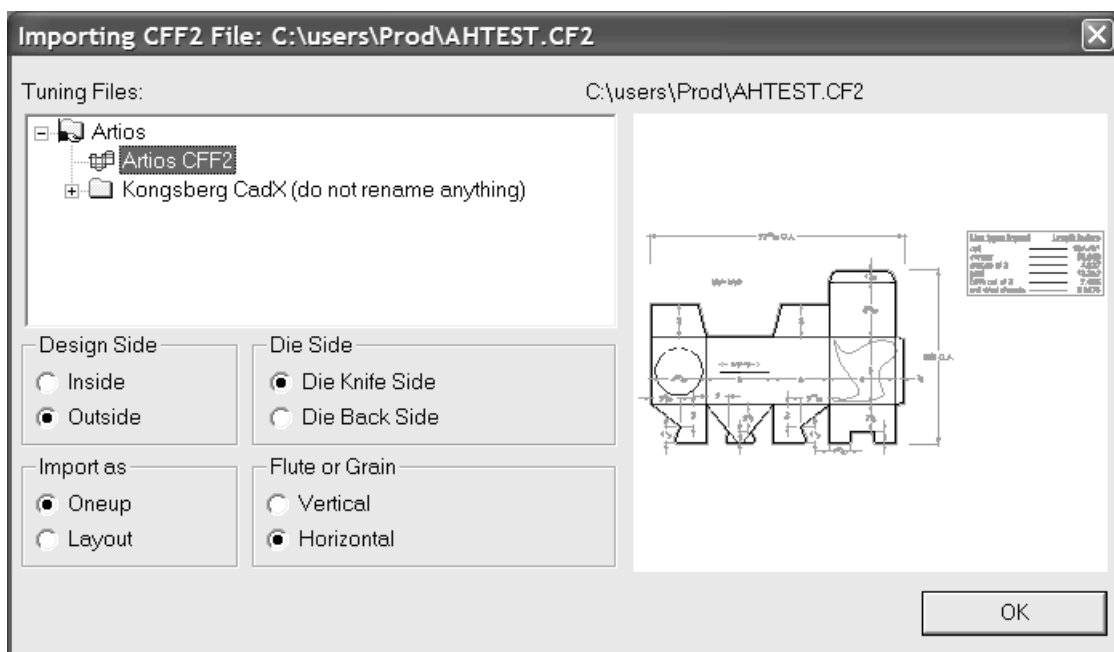 Importing CFF2 File: C:\users\Prod\AHTEST.CF2
Tuning Files:
C:\users\Prod\AHTEST.CF2
Artios
Artios CFF2
Kongsberg CadX (do not rename anything)
Design Side
Inside
Outside
Die Side
Die Knife Side
Die Back Side
Import as
Oneup
Layout
Flute or Grain
Vertical
Horizontal
OK